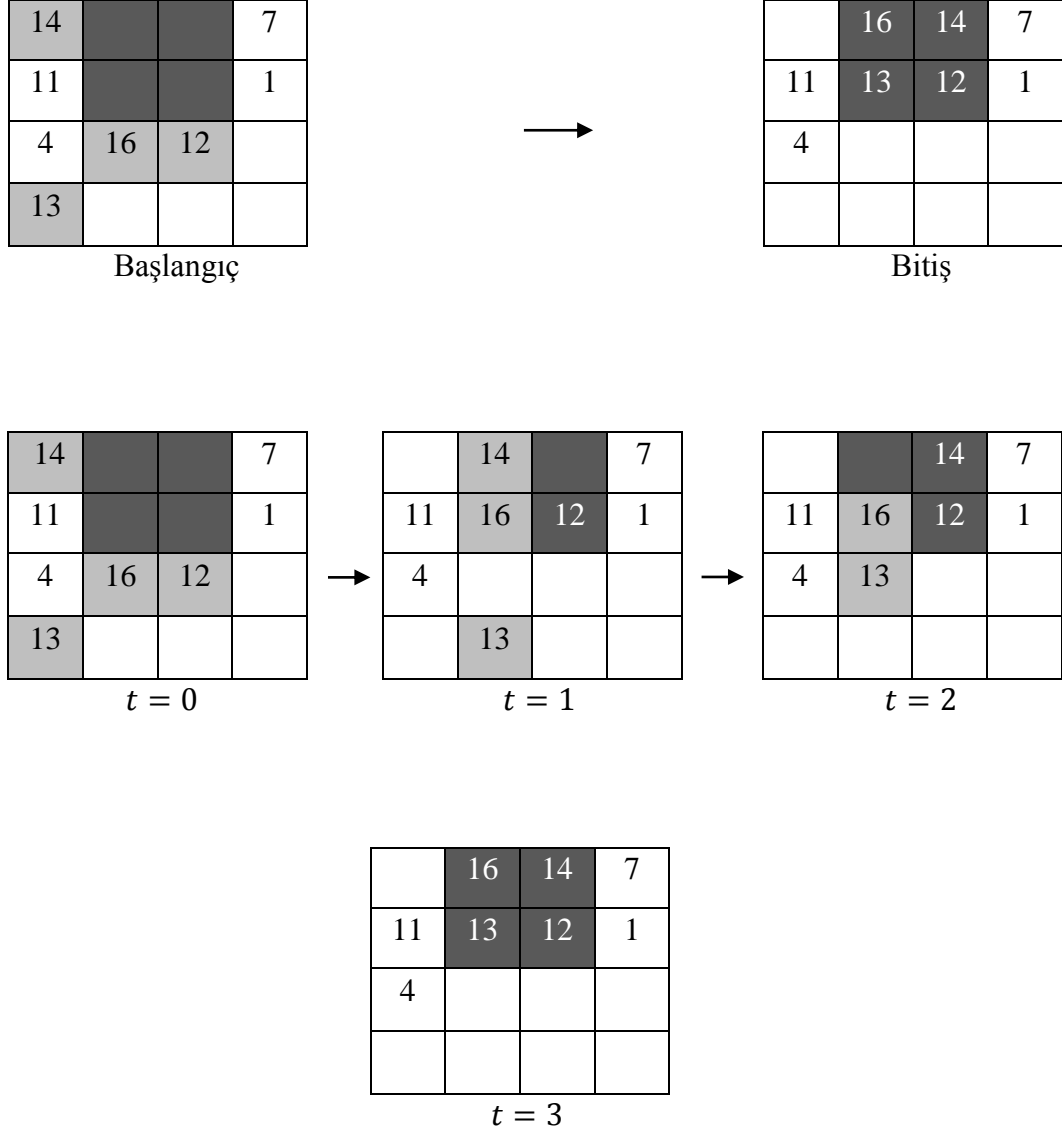 14 7 16 14 7
11 1 11 13 12 1
4 16 12 4
13
Başlangıç Bitiş
14 7 14 7 14 7
11 1 11 16 12 1 11 16 12 1
4 16 12 4 4 13
13 13
t = 0 t = 1 t = 2
16 14 7
11 13 12 1
4
t = 3